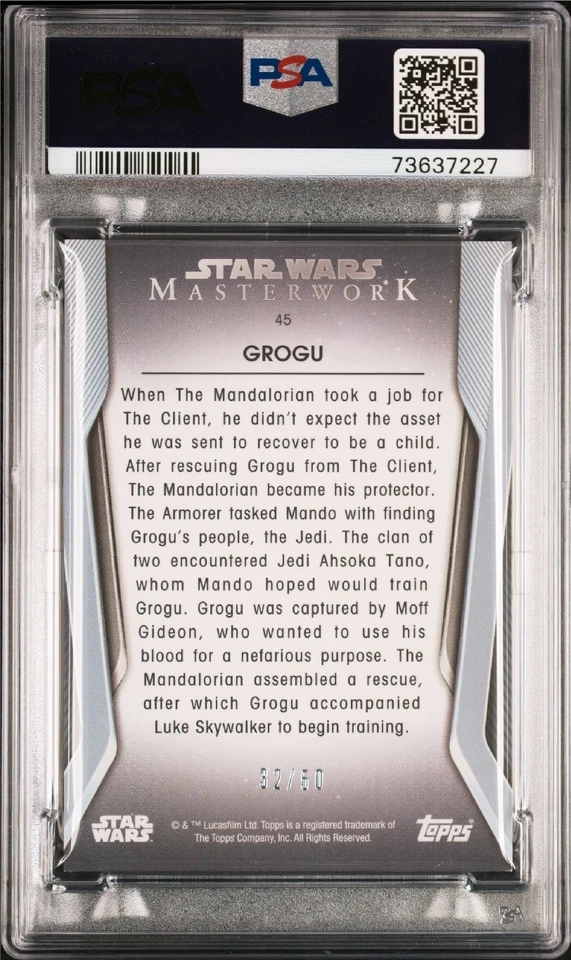 PSA
PSA
73637227
STAR WARS
MASTERWORK
45
GROGU
When The Mandalorian took a job for
The Client, he didn't expect the asset
he was sent to recover to be a child.
After rescuing Grogu from The Client,
The Mandalorian became his protector.
The Armorer tasked Mando with finding
Grogu's people, the Jedi. The clan of
two encountered Jedi Ahsoka Tano,
whom Mando hoped would train
Grogu. Grogu was captured by Moff
Gideon, who wanted to use his
blood for a nefarious purpose. The
Mandalorian assembled a rescue,
after which Grogu accompanied
Luke Skywalker to begin training.
32/50
STAR
WARS
© & ™ Lucasfilm Ltd. Topps is a registered trademark of
The Topps Company, Inc. All Rights Reserved.
Topps®
PSA